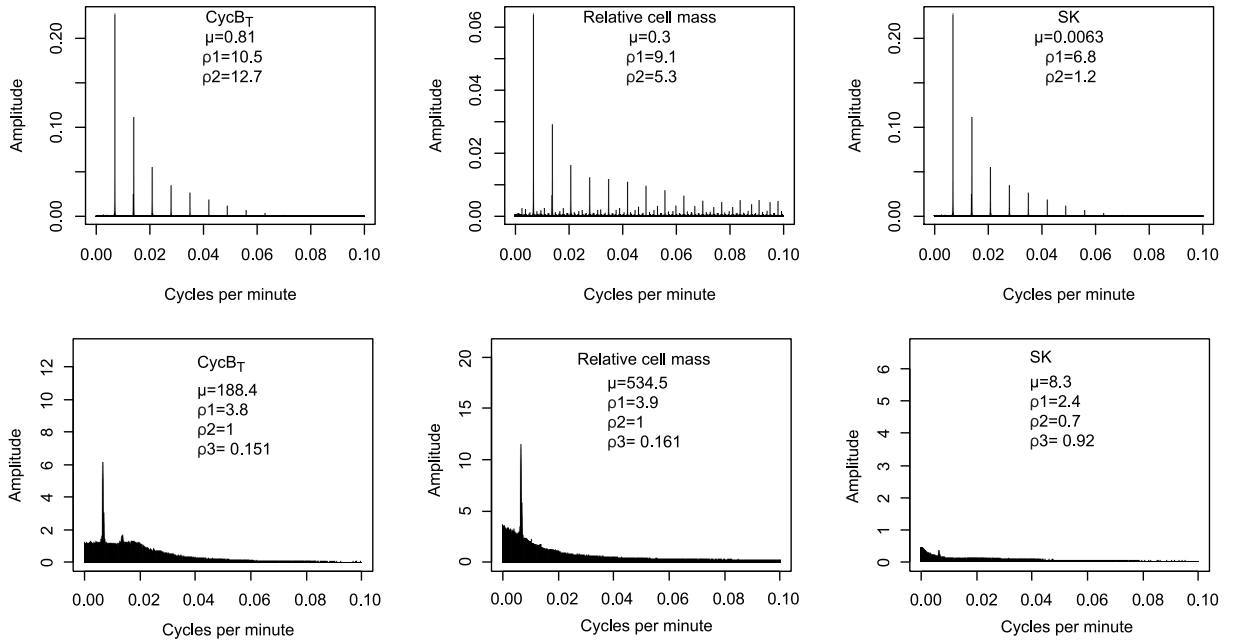 CycB_T
μ=0.81
ρ1=10.5
ρ2=12.7
Amplitude
0.00 0.10 0.20
0.00 0.02 0.04 0.06 0.08 0.10
Cycles per minute
Relative cell mass
μ=0.3
ρ1=9.1
ρ2=5.3
Amplitude
0.00 0.02 0.04 0.06
0.00 0.02 0.04 0.06 0.08 0.10
Cycles per minute
SK
μ=0.0063
ρ1=6.8
ρ2=1.2
Amplitude
0.00 0.10 0.20
0.00 0.02 0.04 0.06 0.08 0.10
Cycles per minute
CycB_T
μ=188.4
ρ1=3.8
ρ2=1
ρ3= 0.151
Amplitude
0 2 4 6 8 10 12
0.00 0.02 0.04 0.06 0.08 0.10
Cycles per minute
Relative cell mass
μ=534.5
ρ1=3.9
ρ2=1
ρ3= 0.161
Amplitude
0 5 10 15 20
0.00 0.02 0.04 0.06 0.08 0.10
Cycles per minute
SK
μ=8.3
ρ1=2.4
ρ2=0.7
ρ3= 0.92
Amplitude
0 1 2 3 4 5 6
0.00 0.02 0.04 0.06 0.08 0.10
Cycles per minute